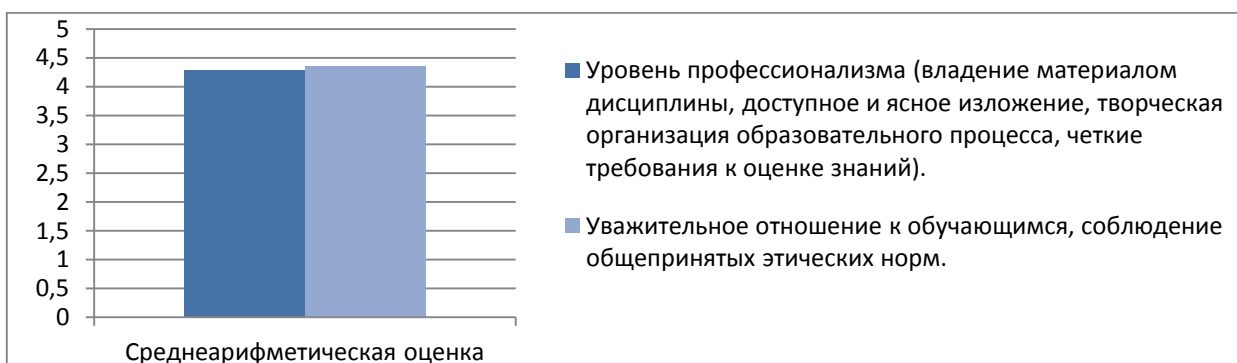 5
4,5
4
3,5
3
2,5
2
1,5
1
0,5
0
Среднеарифметическая оценка
Уровень профессионализма (владение материалом
дисциплины, доступное и ясное изложение, творческая
организация образовательного процесса, четкие
требования к оценке знаний).
Уважительное отношение к обучающимся, соблюдение
общепринятых этических норм.